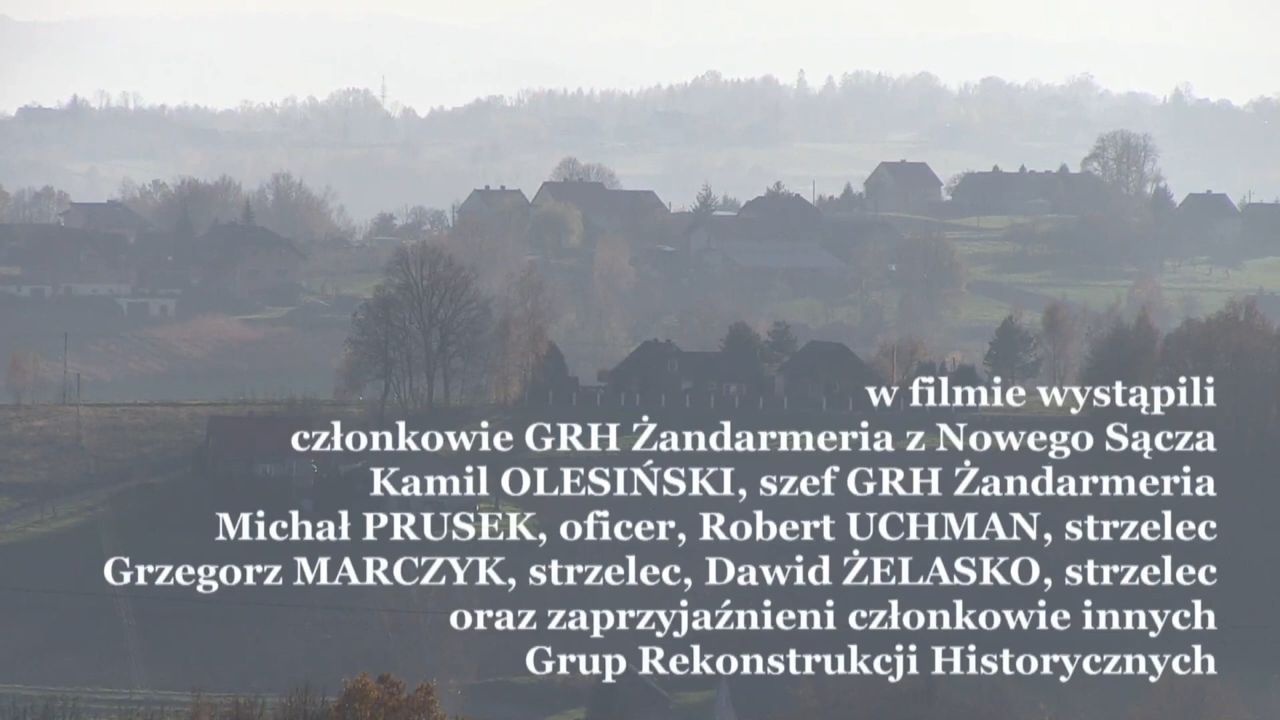 w filmie wystąpili
członkowie GRH Żandarmeria z Nowego Sącza
Kamil OLESIŃSKI, szef GRH Żandarmeria
Michał PRUSEK, oficer, Robert UCHMAN, strzelec
Grzegorz MARCZYK, strzelec, Dawid ŻELASKO, strzelec
oraz zaprzyjaźnieni członkowie innych
Grup Rekonstrukcji Historycznych